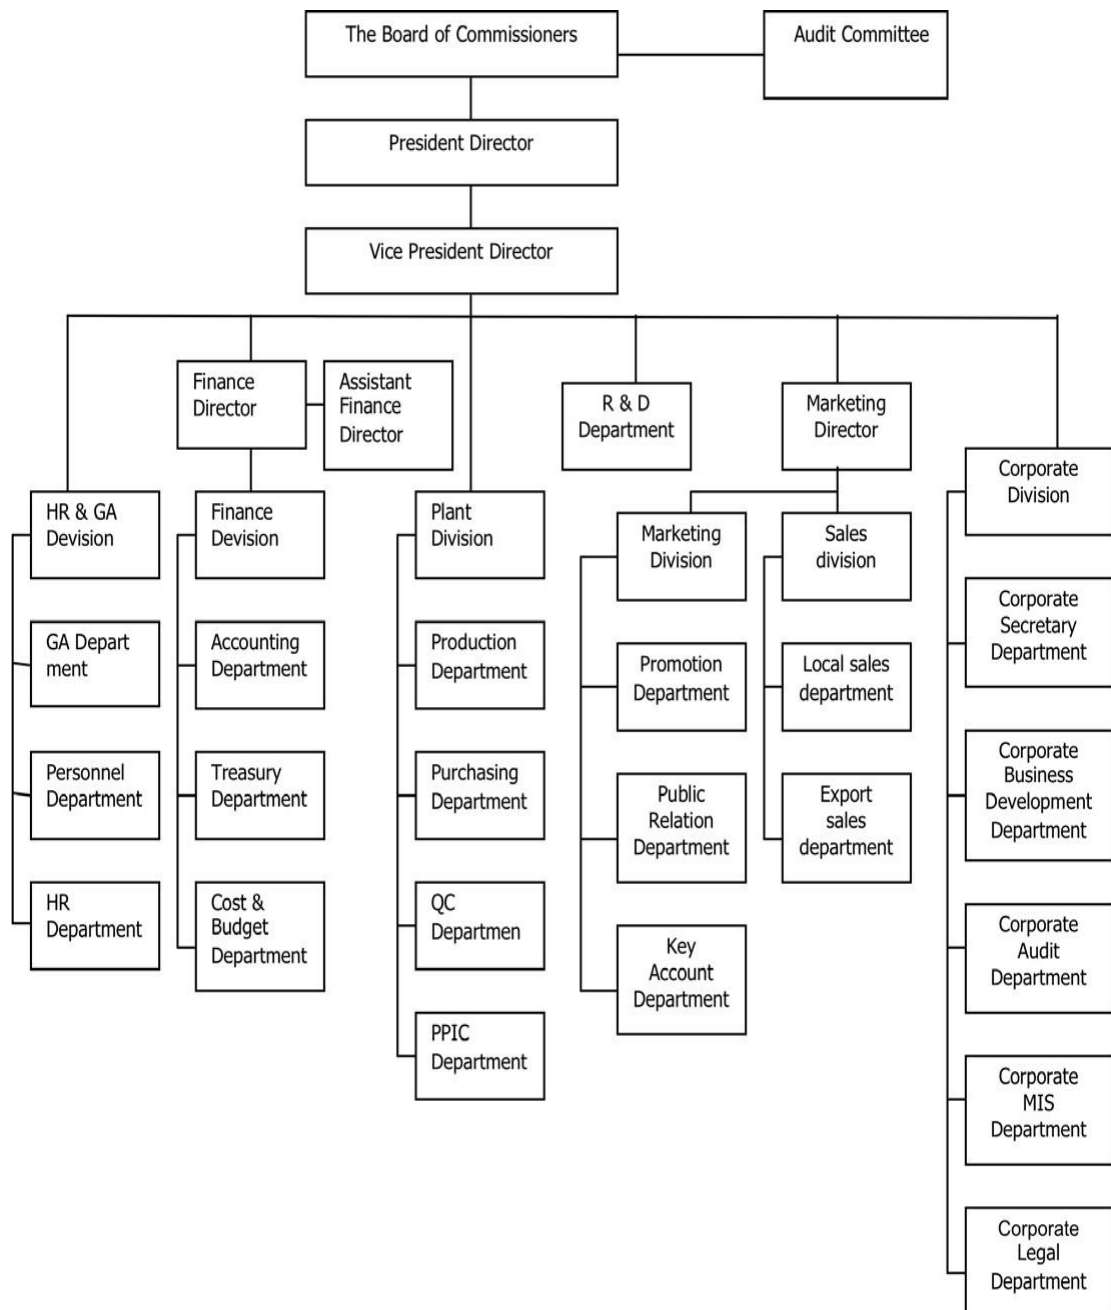 The Board of Commissioners
Audit Committee
President Director
Vice President Director
Finance
Director
Assistant
Finance
Director
R & D
Department
Marketing
Director
Corporate
Division
HR & GA
Devision
Finance
Devision
Plant
Division
Marketing
Division
Sales
division
GA Depart
ment
Accounting
Department
Production
Department
Promotion
Department
Local sales
department
Corporate
Secretary
Department
Personnel
Department
Treasury
Department
Purchasing
Department
Public
Relation
Department
Export
sales
department
Corporate
Business
Development
Department
HR
Department
Cost &
Budget
Department
QC
Departmen
Key
Account
Department
Corporate
Audit
Department
PPIC
Department
Corporate
MIS
Department
Corporate
Legal
Department